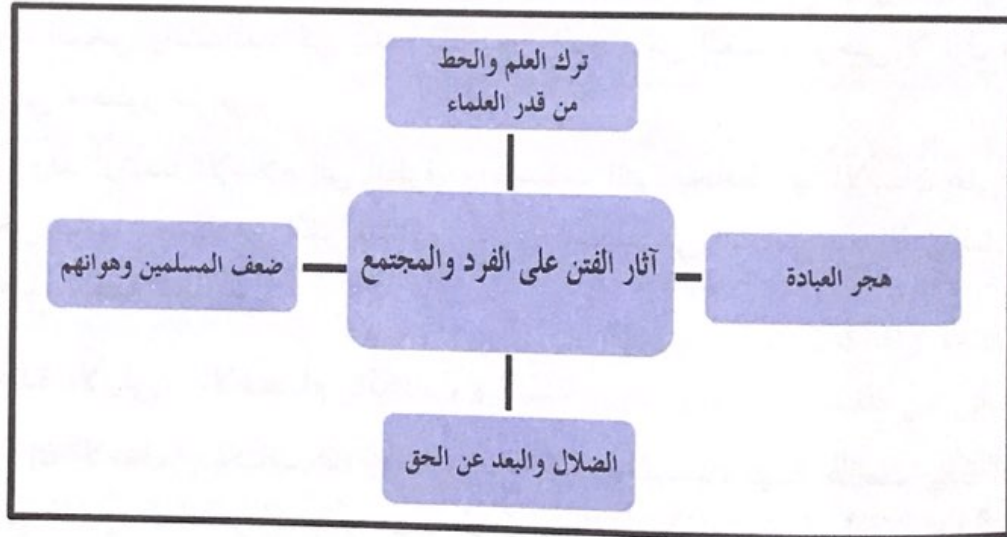 ترك العلم والحط
من قدر العلماء
هجر العبادة
آثار الفتن على الفرد والمجتمع
ضعف المسلمين وهوانهم
الضلال والبعد عن الحق